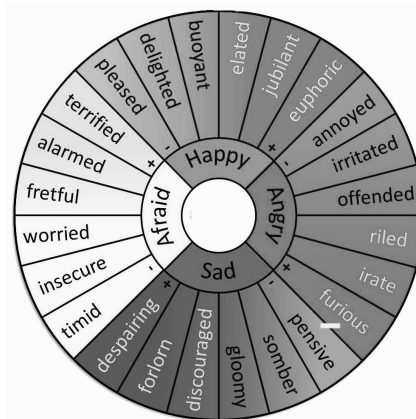 pleased
delighted
buoyant
elated
jubilant
euphoric
annoyed
irritated
offended
riled
irate
furious
pensive
somber
gloomy
discouraged
forlorn
despairing
timid
insecure
worried
fretful
alarmed
terrified
- Happy +
- Angry +
- Sad +
- Afraid +